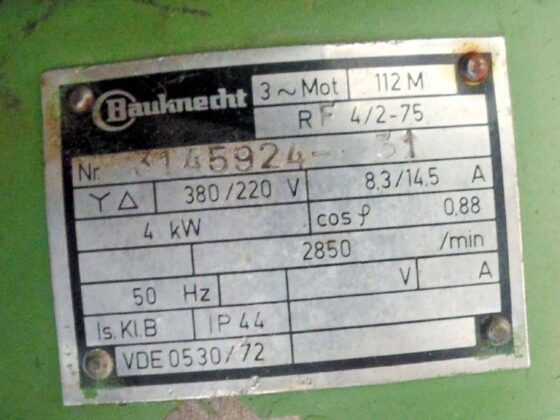 Bauknecht 3~Mot 112 M
RF 4/2-75
Nr. 3145924- 31
Y Δ 380/220 V 8.3/14.5 A
4 kW cos φ 0.88
2850 /min
50 Hz V A
Is.Kl.B IP 44
VDE 0530/72